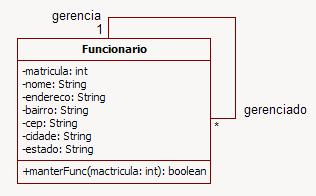 gerencia
1
Funcionario
-matricula: int
-nome: String
-endereco: String
-bairro: String
-cep: String
-cidade: String
-estado: String
gerenciado
*
+manterFunc(mactricula: int): boolean